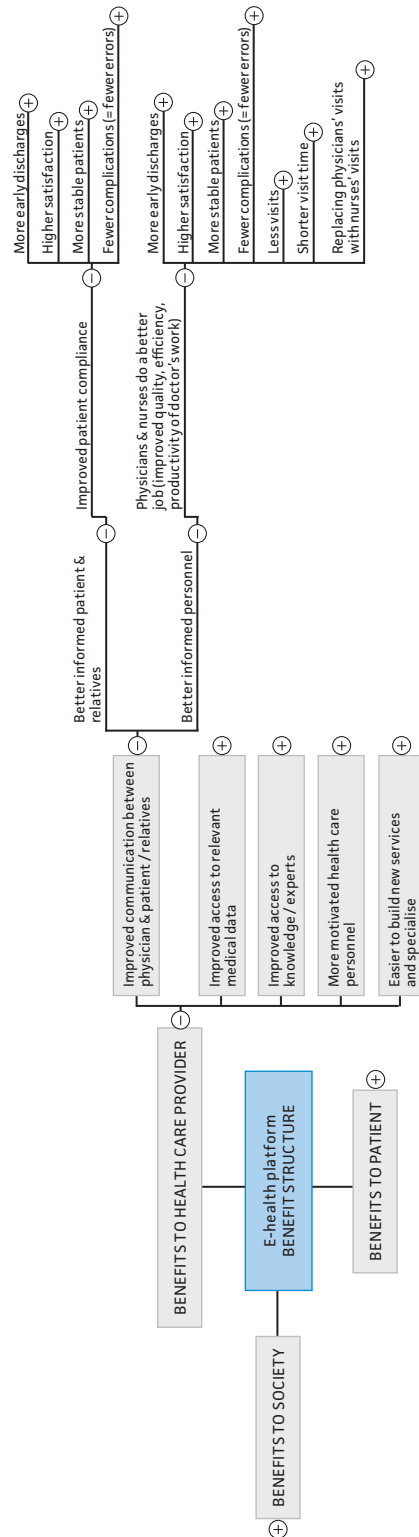 BENEFITS TO SOCIETY
E-health platform
BENEFIT STRUCTURE
BENEFITS TO HEALTH CARE PROVIDER
BENEFITS TO PATIENT
Improved communication between
physician & patient / relatives
Improved access to relevant
medical data
Improved access to
knowledge / experts
More motivated health care
personnel
Easier to build new services
and specialise
Better informed patient &
relatives
Better informed personnel
Improved patient compliance
Physicians & nurses do a better
job (improved quality, efficiency,
productivity of doctor's work)
More early discharges
Higher satisfaction
More stable patients
Fewer complications (= fewer errors)
More early discharges
Higher satisfaction
More stable patients
Fewer complications (= fewer errors)
Less visits
Shorter visit time
Replacing physicians' visits
with nurses' visits